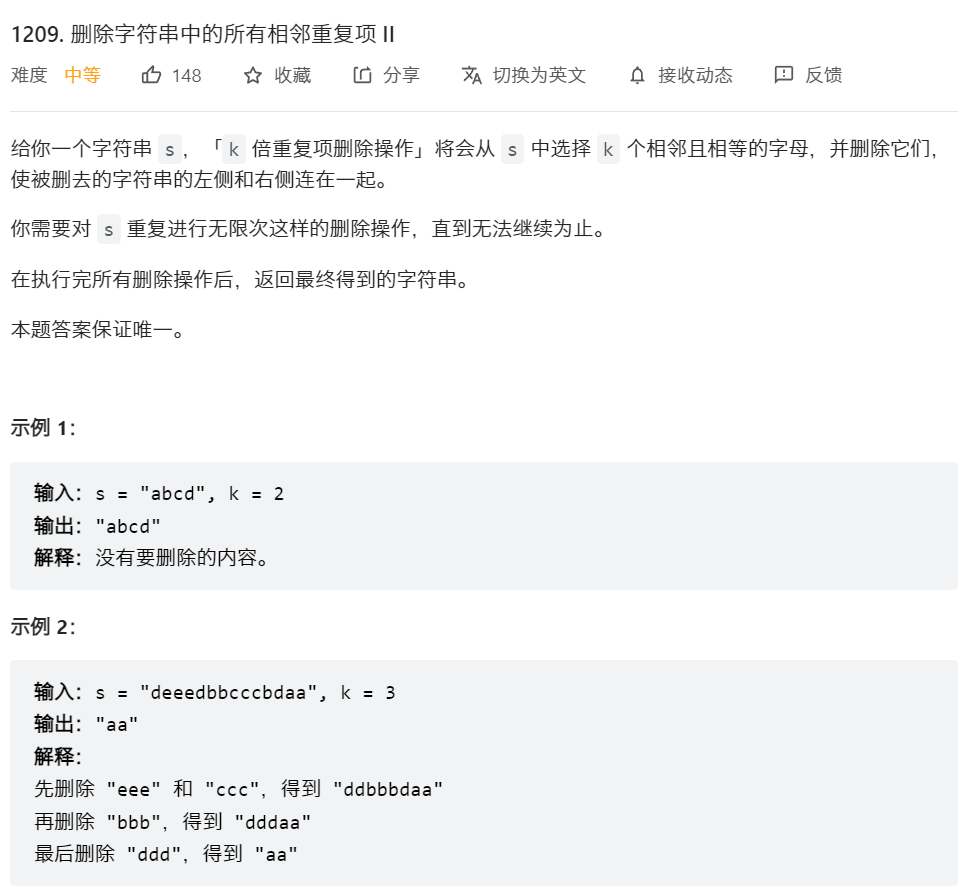 1209. 删除字符串中的所有相邻重复项 II
难度 中等 148 收藏 分享 切换为英文 接收动态 反馈
给你一个字符串 s，「k 倍重复项删除操作」将会从 s 中选择 k 个相邻且相等的字母，并删除它们，
使被删去的字符串的左侧和右侧连在一起。
你需要对 s 重复进行无限次这样的删除操作，直到无法继续为止。
在执行完所有删除操作后，返回最终得到的字符串。
本题答案保证唯一。
示例 1：
输入：s = "abcd", k = 2
输出："abcd"
解释：没有要删除的内容。
示例 2：
输入：s = "deeedbbcccbdaa", k = 3
输出："aa"
解释：
先删除 "eee" 和 "ccc"，得到 "ddbbbdaa"
再删除 "bbb"，得到 "dddaa"
最后删除 "ddd"，得到 "aa"